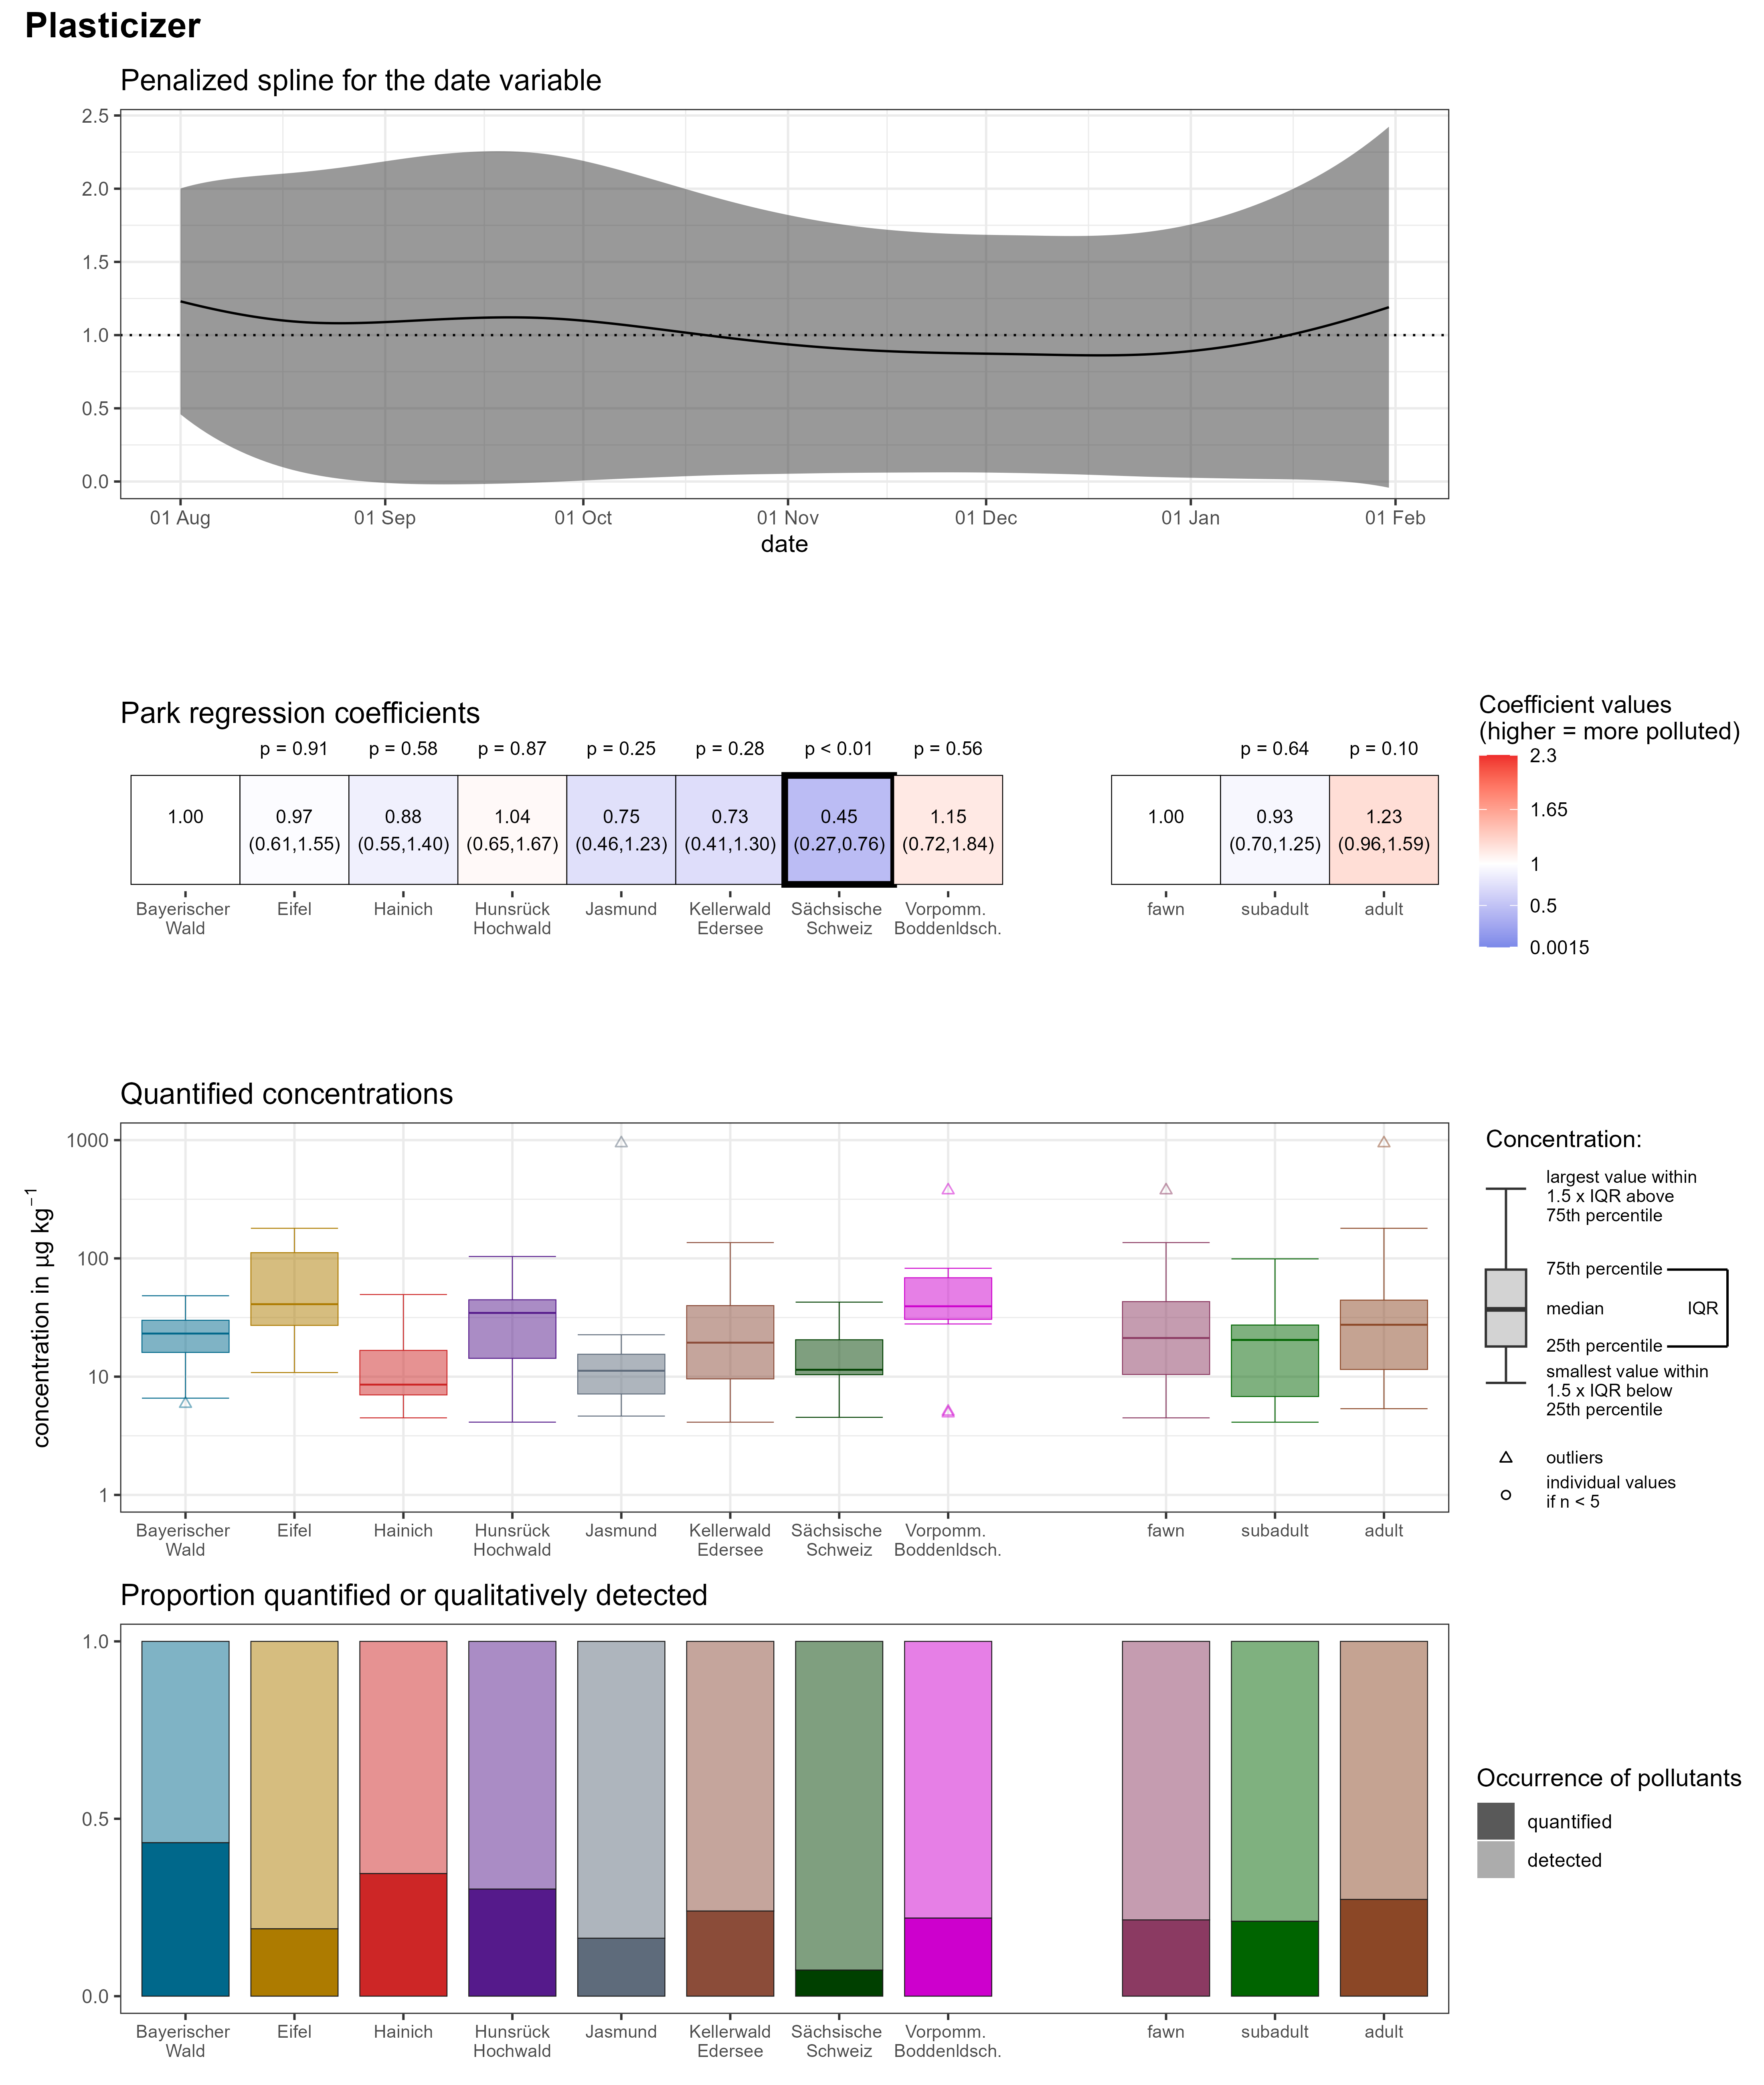 Plasticizer
Penalized spline for the date variable
2.5
2.0
1.5
1.0
0.5
0.0
01 Aug 01 Sep 01 Oct 01 Nov 01 Dec 01 Jan 01 Feb
date
Park regression coefficients
p = 0.91 p = 0.58 p = 0.87 p = 0.25 p = 0.28 p < 0.01 p = 0.56 p = 0.64 p = 0.10
1.00 0.97 0.88 1.04 0.75 0.73 0.45 1.15 1.00 0.93 1.23
(0.61,1.55) (0.55,1.40) (0.65,1.67) (0.46,1.23) (0.41,1.30) (0.27,0.76) (0.72,1.84) (0.70,1.25) (0.96,1.59)
Bayerischer Eifel Hainich Hunsrück Jasmund Kellerwald Sächsische Vorpomm. fawn subadult adult
Wald Hochwald Edersee Schweiz Boddenldsch.
Coefficient values
(higher = more polluted)
2.3
1.65
1
0.5
0.0015
Quantified concentrations
concentration in µg kg⁻¹
1000
100
10
1
Bayerischer Eifel Hainich Hunsrück Jasmund Kellerwald Sächsische Vorpomm. fawn subadult adult
Wald Hochwald Edersee Schweiz Boddenldsch.
Concentration:
largest value within
1.5 x IQR above
75th percentile
75th percentile
median IQR
25th percentile
smallest value within
1.5 x IQR below
25th percentile
outliers
individual values
if n < 5
Proportion quantified or qualitatively detected
1.0
0.5
0.0
Bayerischer Eifel Hainich Hunsrück Jasmund Kellerwald Sächsische Vorpomm. fawn subadult adult
Wald Hochwald Edersee Schweiz Boddenldsch.
Occurrence of pollutants
quantified
detected